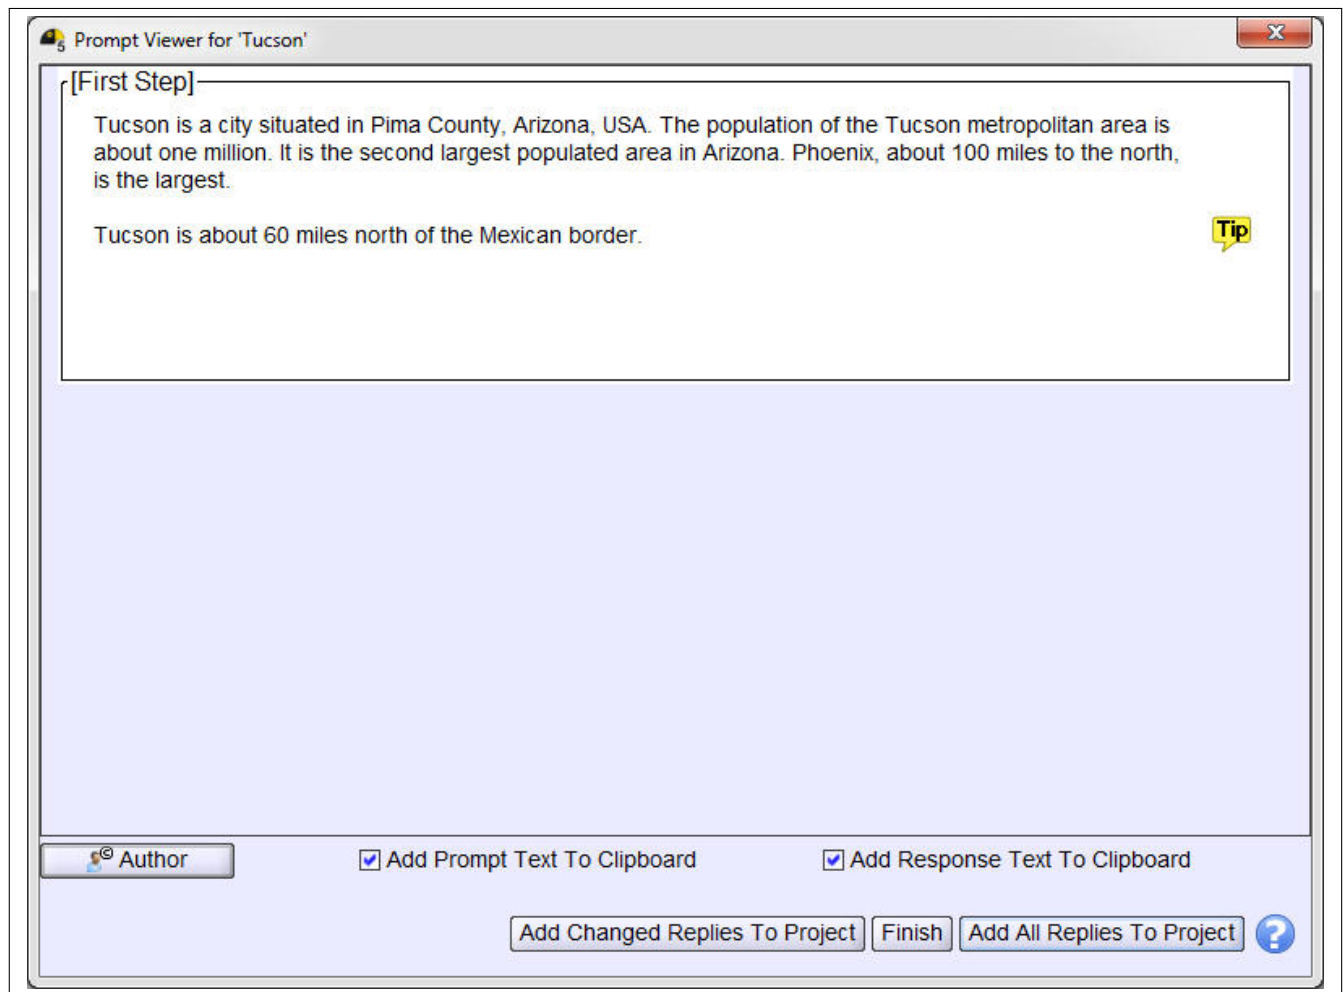 5 Prompt Viewer for 'Tucson'
x
[First Step]
Tucson is a city situated in Pima County, Arizona, USA. The population of the Tucson metropolitan area is
about one million. It is the second largest populated area in Arizona. Phoenix, about 100 miles to the north,
is the largest.
Tucson is about 60 miles north of the Mexican border.
Tip
© Author
Add Prompt Text To Clipboard
Add Response Text To Clipboard
Add Changed Replies To Project
Finish
Add All Replies To Project
?